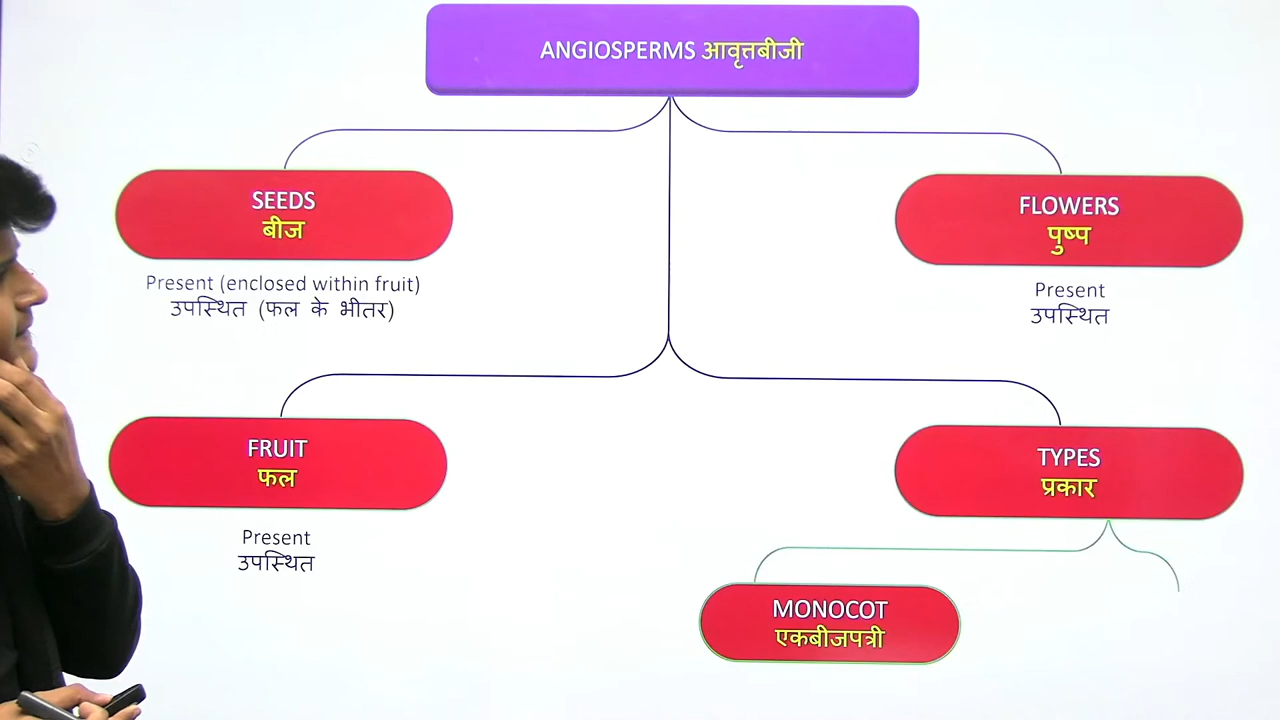 ANGIOSPERMS आवृत्तबीजी
SEEDS
बीज
Present (enclosed within fruit)
उपस्थित (फल के भीतर)
FLOWERS
पुष्प
Present
उपस्थित
FRUIT
फल
Present
उपस्थित
TYPES
प्रकार
MONOCOT
एकबीजपत्री